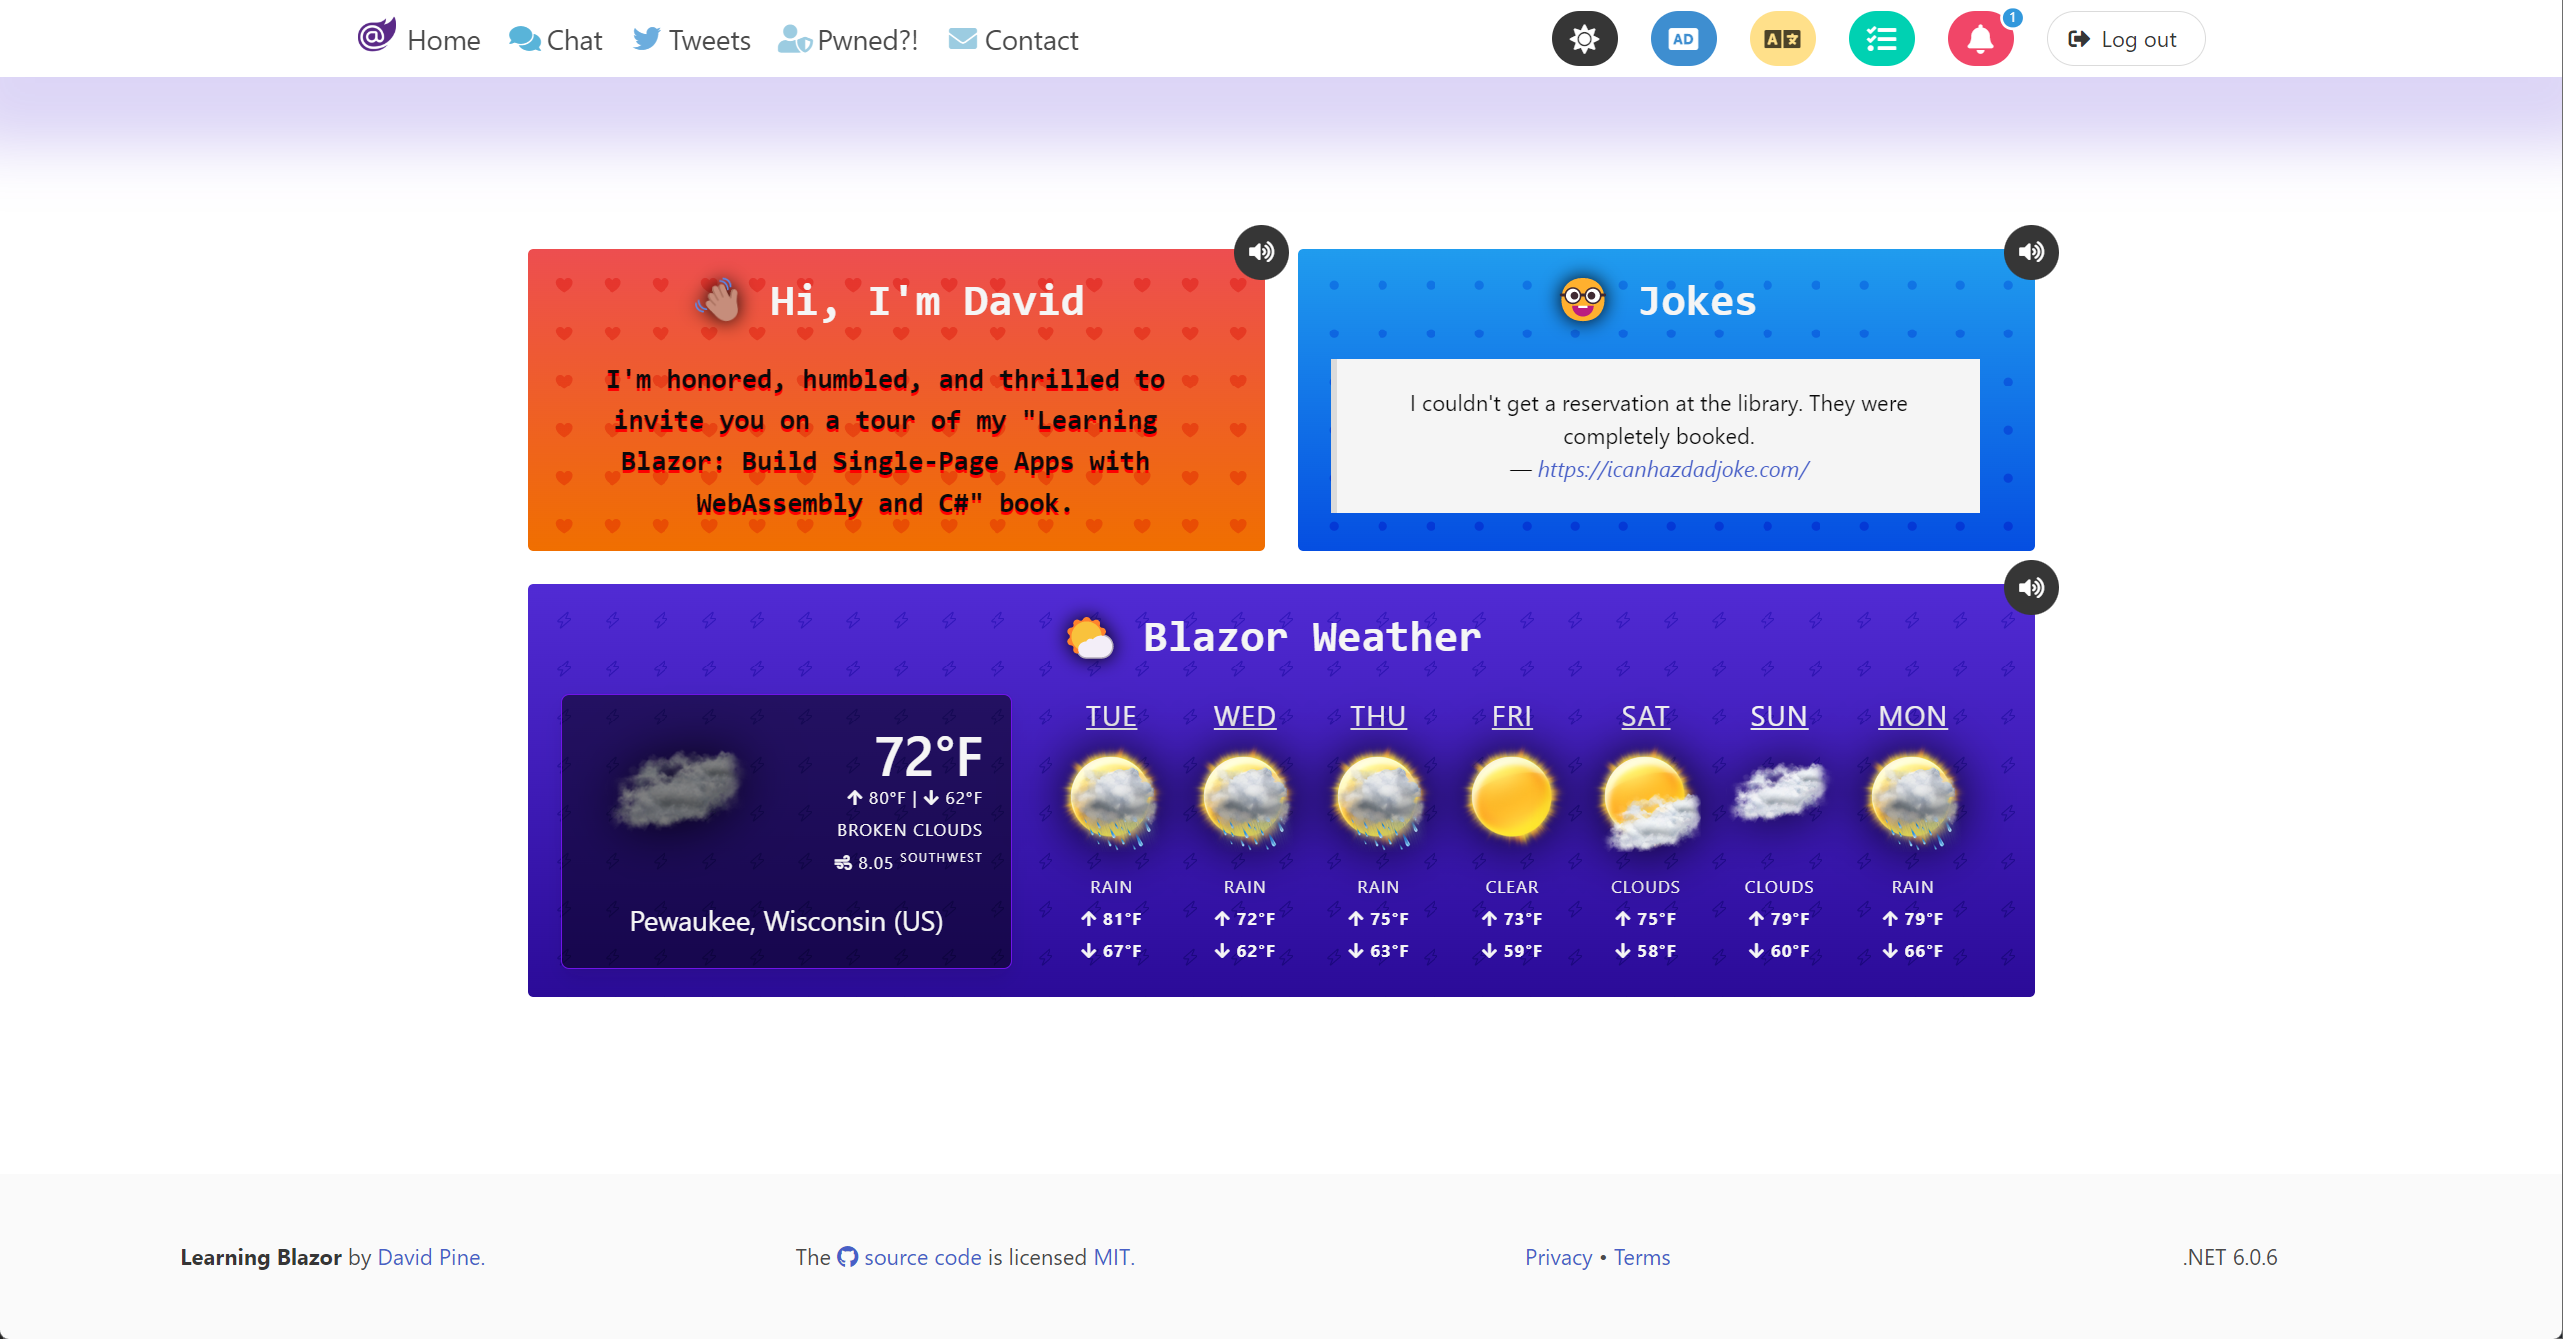 Home Chat Tweets Pwned?! Contact AD A 1 Log out
Hi, I'm David
I'm honored, humbled, and thrilled to
invite you on a tour of my "Learning
Blazor: Build Single-Page Apps with
WebAssembly and C#" book.
Jokes
I couldn't get a reservation at the library. They were
completely booked.
— https://icanhazdadjoke.com/
Blazor Weather
72°F
80°F | 62°F
BROKEN CLOUDS
8.05 SOUTHWEST
Pewaukee, Wisconsin (US)
TUE WED THU FRI SAT SUN MON
RAIN RAIN RAIN CLEAR CLOUDS CLOUDS RAIN
81°F 72°F 75°F 73°F 75°F 79°F 79°F
67°F 62°F 63°F 59°F 58°F 60°F 66°F
Learning Blazor by David Pine. The source code is licensed MIT. Privacy • Terms .NET 6.0.6